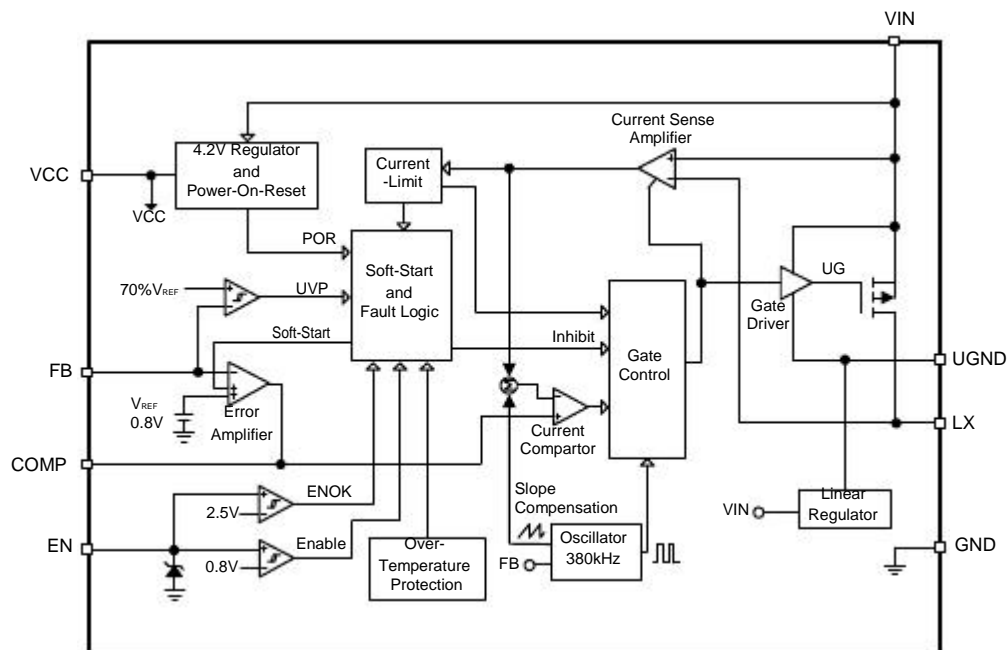 VIN
Current Sense
Amplifier
4.2V Regulator
and
Power-On-Reset
Current
-Limit
VCC
VCC
POR
Soft-Start
and
Fault Logic
UG
70%VREF
UVP
Gate
Driver
Soft-Start
Inhibit
Gate
Control
FB
UGND
VREF
0.8V
Error
Amplifier
Current
Compartor
LX
COMP
ENOK
2.5V
Slope
Compensation
VIN
Linear
Regulator
EN
Enable
0.8V
Over-
Temperature
Protection
Oscillator
380kHz
FB
GND